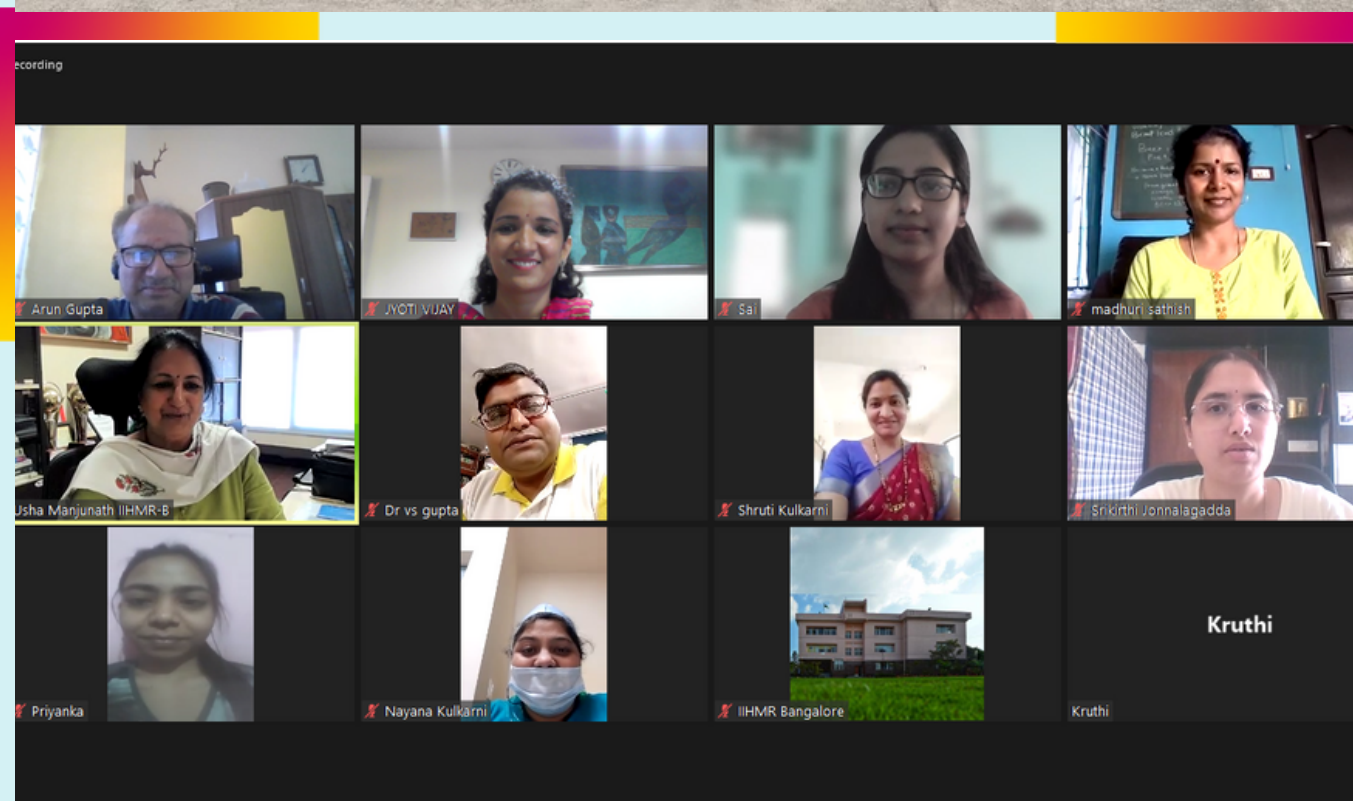 ecording
Arun Gupta
JYOTI VIJAY
Sai
madhuri sathish
Usha Manjunath IIHMR-B
Dr vs gupta
Shruti Kulkarni
Srikirthi Jonnalagadda
Priyanka
Nayana Kulkarni
IIHMR Bangalore
Kruthi
Kruthi